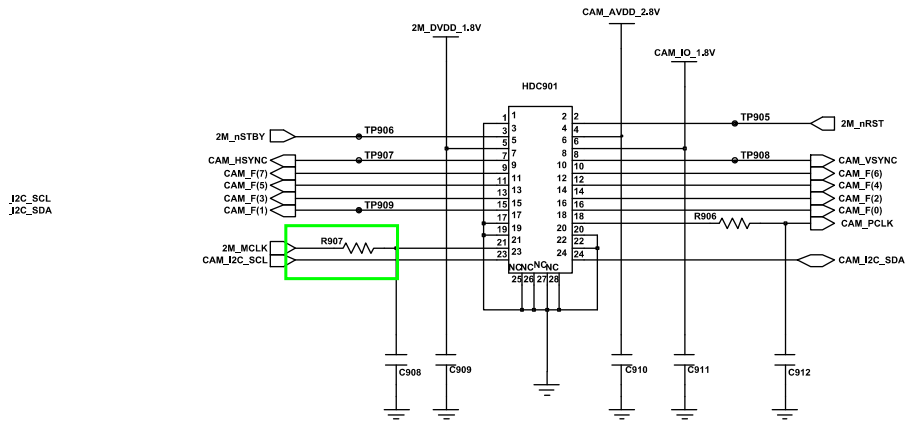 CAM_AVDD_2.8V
2M_DVDD_1.8V
CAM_IO_1.8V
HDC901
1 1 2 2
TP905
2M_nSTBY TP906 3 3 4 4 2M_nRST
5 5 6 6
CAM_HSYNC TP907 7 7 8 8 TP908 CAM_VSYNC
CAM_F(7) 9 9 10 10 CAM_F(6)
CAM_F(5) 11 11 12 12 CAM_F(4)
_I2C_SCL CAM_F(3) 13 13 14 14 CAM_F(2)
_I2C_SDA CAM_F(1) TP909 15 15 16 16 CAM_F(0)
17 17 18 18 R906 CAM_PCLK
19 19 20 20
2M_MCLK R907 21 21 22 22
CAM_I2C_SCL 23 23 24 24 CAM_I2C_SDA
NC NC NC NC
25 26 27 28
C908 C909 C910 C911 C912